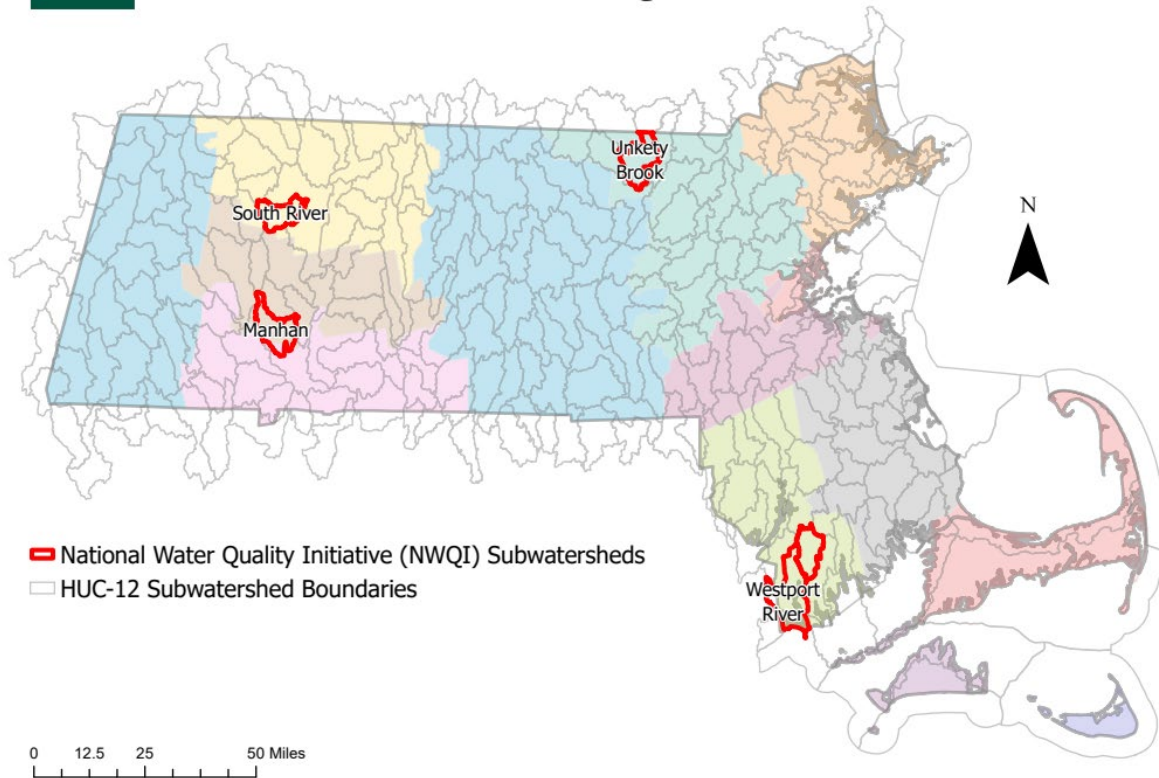 Unkety
Brook
South River
N
Manhan
National Water Quality Initiative (NWQI) Subwatersheds
HUC-12 Subwatershed Boundaries
Westport
River
0 12.5 25 50 Miles